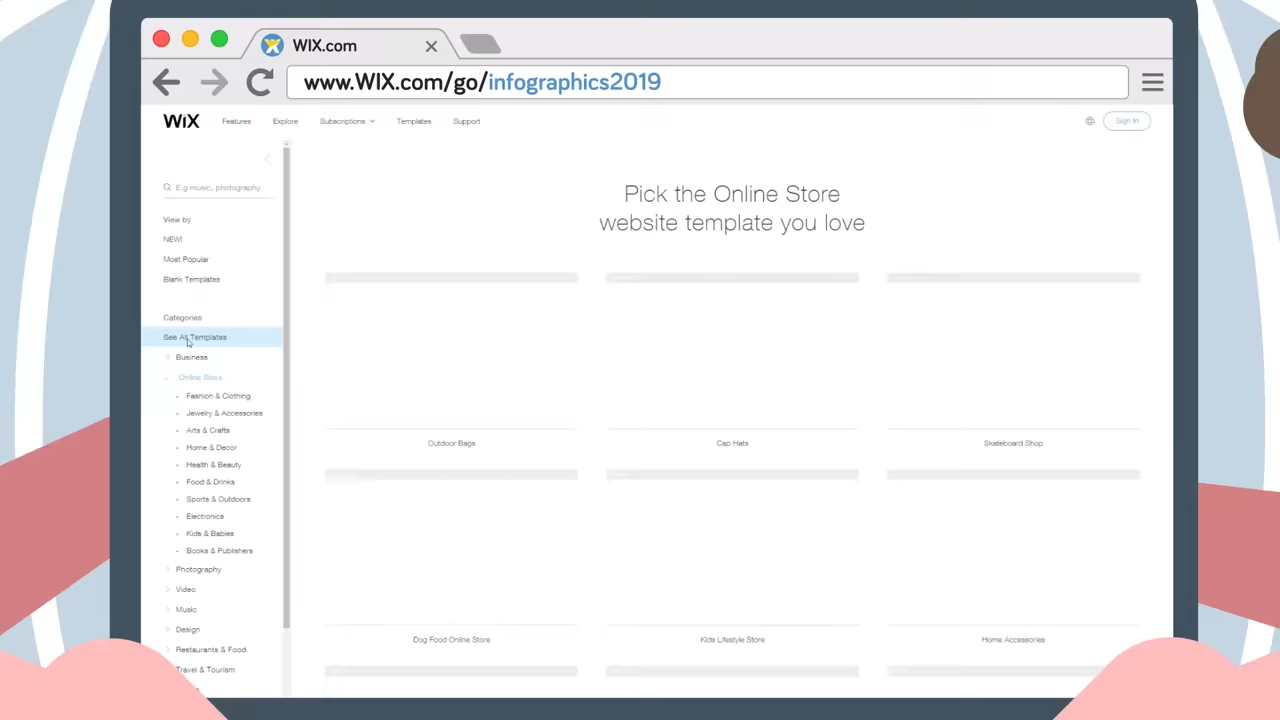 WIX.com
www.WIX.com/go/infographics2019
WIX Features Explore Subscriptions Templates Support Sign In
E.g music, photography
View by
NEW!
Most Popular
Blank Templates
Categories
See All Templates
Business
Online Store
Fashion & Clothing
Jewelry & Accessories
Arts & Crafts
Home & Decor
Health & Beauty
Food & Drinks
Sports & Outdoors
Electronics
Kids & Babies
Books & Publishers
Photography
Video
Music
Design
Restaurants & Food
Travel & Tourism
Pick the Online Store
website template you love
Outdoor Bags Cap Hats Skateboard Shop
Dog Food Online Store Kids Lifestyle Store Home Accessories